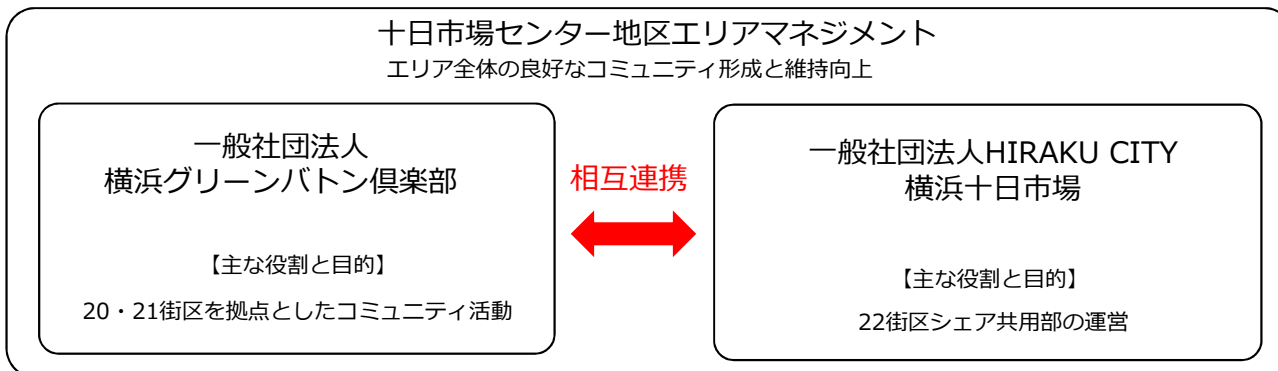 十日市場センター地区エリアマネジメント
エリア全体の良好なコミュニティ形成と維持向上
一般社団法人
横浜グリーンバトン倶楽部
【主な役割と目的】
20・21街区を拠点としたコミュニティ活動
相互連携
一般社団法人HIRAKU CITY
横浜十日市場
【主な役割と目的】
22街区シェア共用部の運営